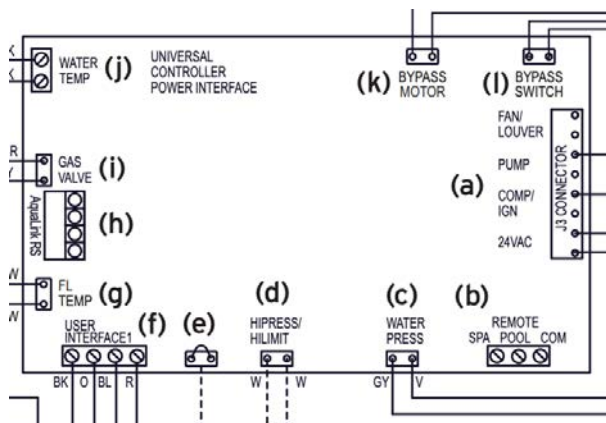 K
WATER
TEMP
K
(j)
UNIVERSAL
CONTROLLER
POWER INTERFACE
(k)
BYPASS
MOTOR
(l)
BYPASS
SWITCH
FAN/
LOUVER
PUMP
COMP/
IGN
24VAC
J3 CONNECTOR
(a)
R
GAS
VALVE
Y
(i)
AquaLink RS
(h)
W
FL
TEMP
W
(g)
USER
INTERFACE1
(f)
BK O BL R
(e)
(d)
HIPRESS/
HILIMIT
W W
(c)
WATER
PRESS
GY V
(b)
REMOTE
SPA POOL COM